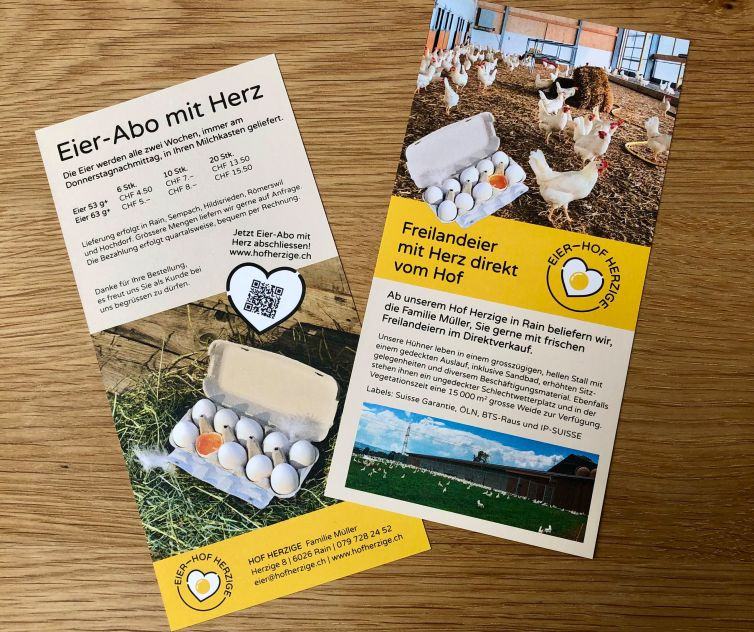 Eier-Abo mit Herz
Die Eier werden alle zwei Wochen, immer am
Donnerstagnachmittag, in Ihren Milchkasten geliefert.
6 Stk. 10 Stk. 20 Stk.
Eier 53 g+ CHF 4.50 CHF 7.– CHF 13.50
Eier 63 g+ CHF 5.– CHF 8.– CHF 15.50
Lieferung erfolgt in Rain, Sempach, Hildisrieden, Römerswil
und Hochdorf. Grössere Mengen liefern wir gerne auf Anfrage.
Die Bezahlung erfolgt quartalsweise, bequem per Rechnung.
Jetzt Eier-Abo mit
Herz abschliessen!
www.hofherzige.ch
Danke für Ihre Bestellung,
es freut uns Sie als Kunde bei
uns begrüssen zu dürfen.
EIER–HOF HERZIGE
HOF HERZIGE Familie Müller
Herzige 8 | 6026 Rain | 079 728 24 52
eier@hofherzige.ch | www.hofherzige.ch
Freilandeier
mit Herz direkt
vom Hof
EIER–HOF HERZIGE
Ab unserem Hof Herzige in Rain beliefern wir,
die Familie Müller, Sie gerne mit frischen
Freilandeiern im Direktverkauf.
Unsere Hühner leben in einem grosszügigen, hellen Stall mit
einem gedeckten Auslauf, inklusive Sandbad, erhöhten Sitz-
gelegenheiten und diversem Beschäftigungsmaterial. Ebenfalls
stehen ihnen ein ungedeckter Schlechtwetterplatz und in der
Vegetationszeit eine 15 000 m² grosse Weide zur Verfügung.
Labels: Suisse Garantie, ÖLN, BTS-Raus und IP-SUISSE